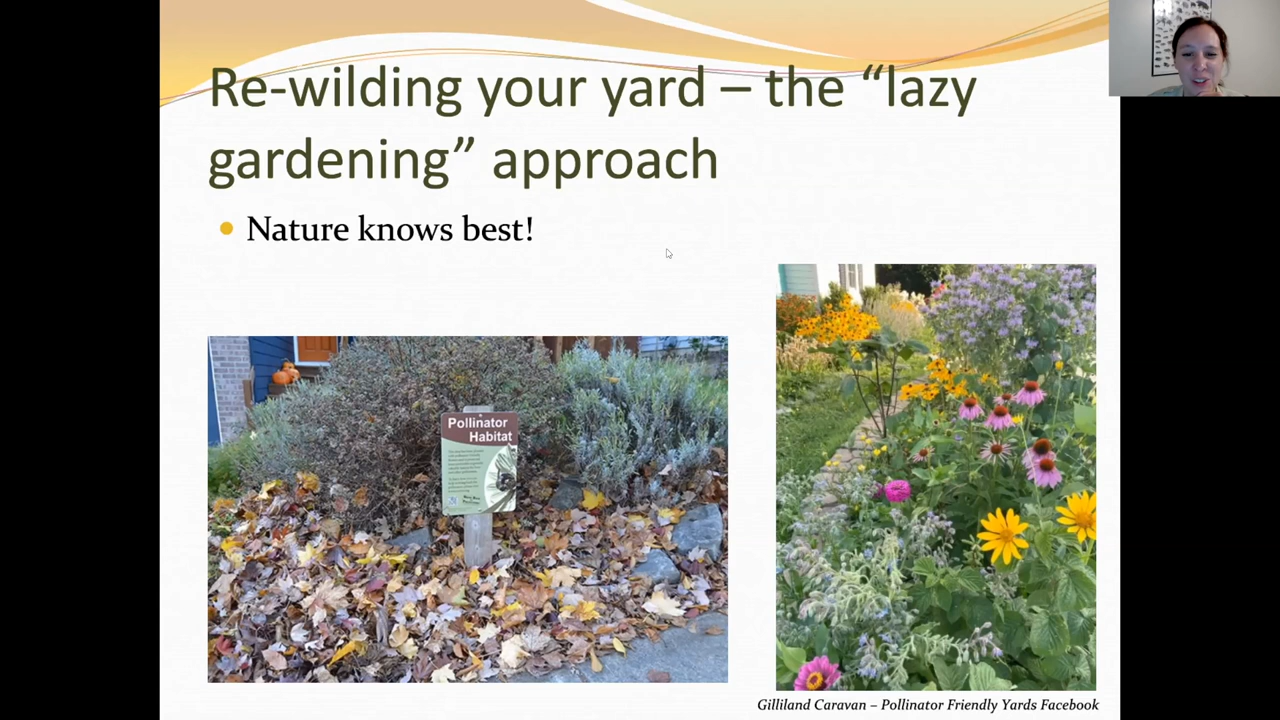 Re-wilding your yard – the “lazy
gardening” approach
Nature knows best!
Pollinator
Habitat
Gilliland Caravan – Pollinator Friendly Yards Facebook